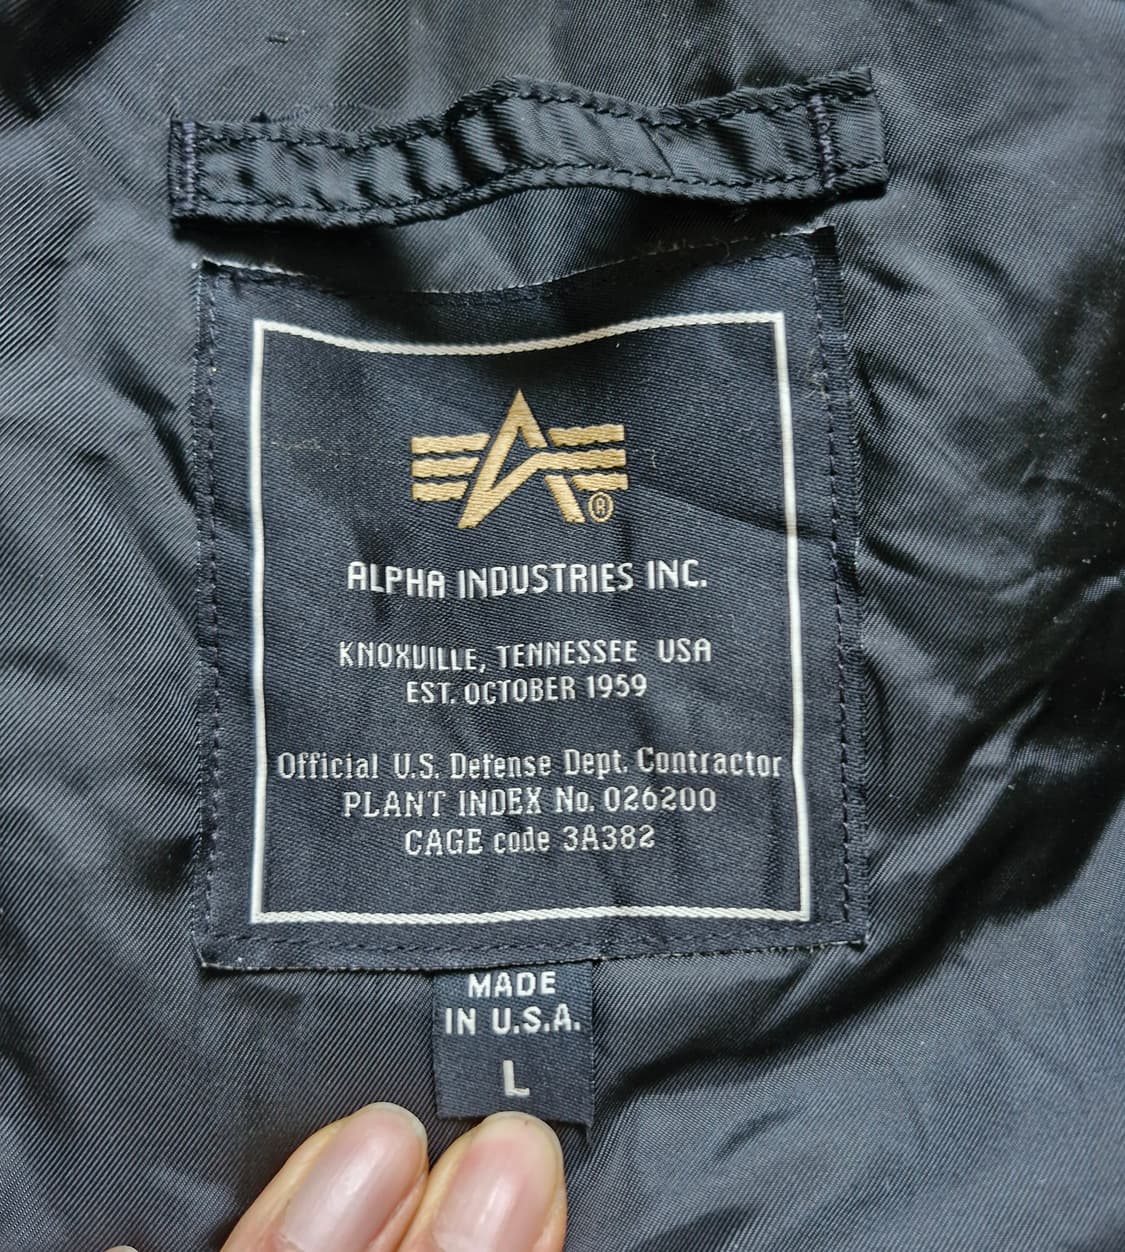 ®
ALPHA INDUSTRIES INC.
KNOXVILLE, TENNESSEE USA
EST. OCTOBER 1959
Official U.S. Defense Dept. Contractor
PLANT INDEX No. 026200
CAGE code 3A382
MADE
IN U.S.A.
L